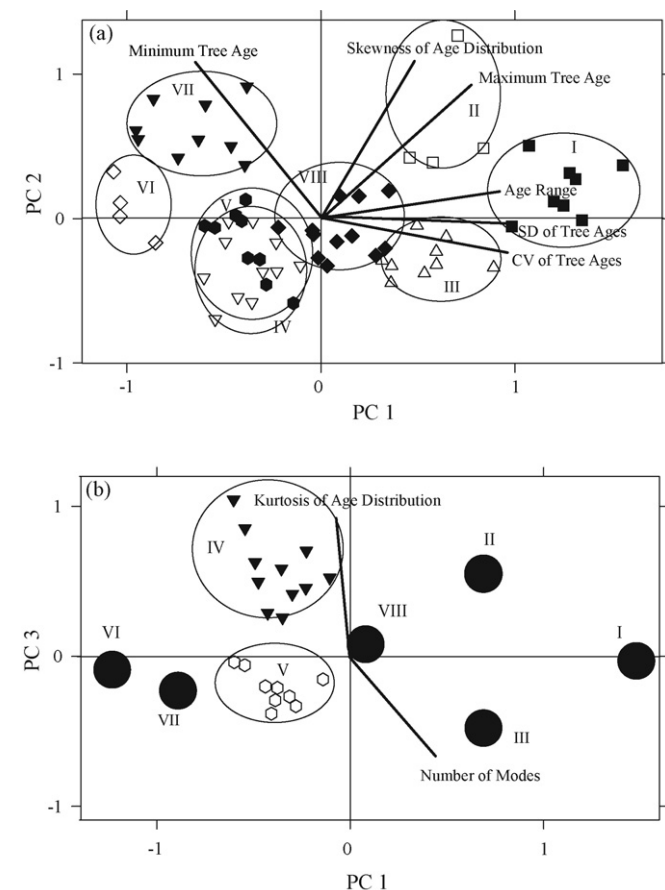 (a)
Minimum Tree Age
Skewness of Age Distribution
1
VII
Maximum Tree Age
II
I
VI
VIII
V
Age Range
PC 2
0
SD of Tree Ages
CV of Tree Ages
III
IV
-1
-1 0 1
PC 1
(b)
1
Kurtosis of Age Distribution
IV
II
VIII
VI
I
PC 3
0
V
VII
III
Number of Modes
-1
-1 0 1
PC 1